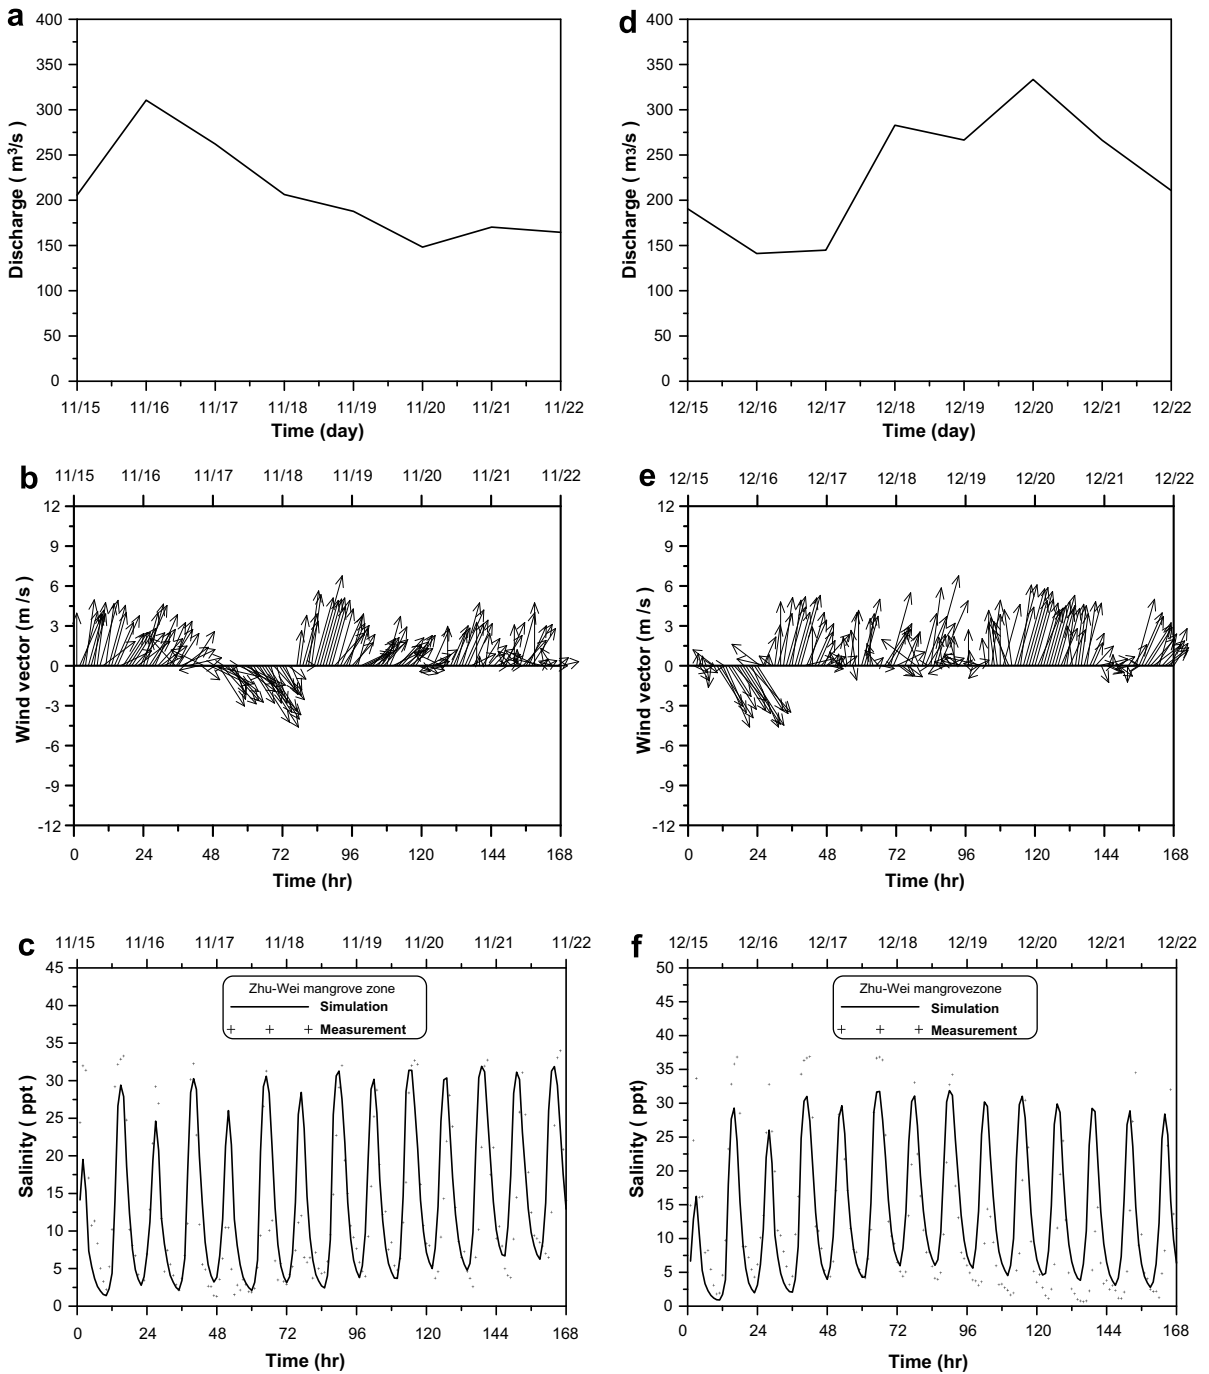 a
400
350
300
250
200
150
100
50
0
Discharge ( m³/s )
11/15 11/16 11/17 11/18 11/19 11/20 11/21 11/22
Time (day)
d
400
350
300
250
200
150
100
50
0
Discharge ( m3/s )
12/15 12/16 12/17 12/18 12/19 12/20 12/21 12/22
Time (day)
b
11/15 11/16 11/17 11/18 11/19 11/20 11/21 11/22
12
9
6
3
0
-3
-6
-9
-12
Wind vector (m /s )
0 24 48 72 96 120 144 168
Time (hr)
e
12/15 12/16 12/17 12/18 12/19 12/20 12/21 12/22
12
9
6
3
0
-3
-6
-9
-12
Wind vector (m /s )
0 24 48 72 96 120 144 168
Time (hr)
c
11/15 11/16 11/17 11/18 11/19 11/20 11/21 11/22
45
40
35
30
25
20
15
10
5
0
Salinity ( ppt )
Zhu-Wei mangrove zone
Simulation
Measurement
0 24 48 72 96 120 144 168
Time (hr)
f
12/15 12/16 12/17 12/18 12/19 12/20 12/21 12/22
50
45
40
35
30
25
20
15
10
5
0
Salinity ( ppt)
Zhu-Wei mangrovezone
Simulation
Measurement
0 24 48 72 96 120 144 168
Time (hr)